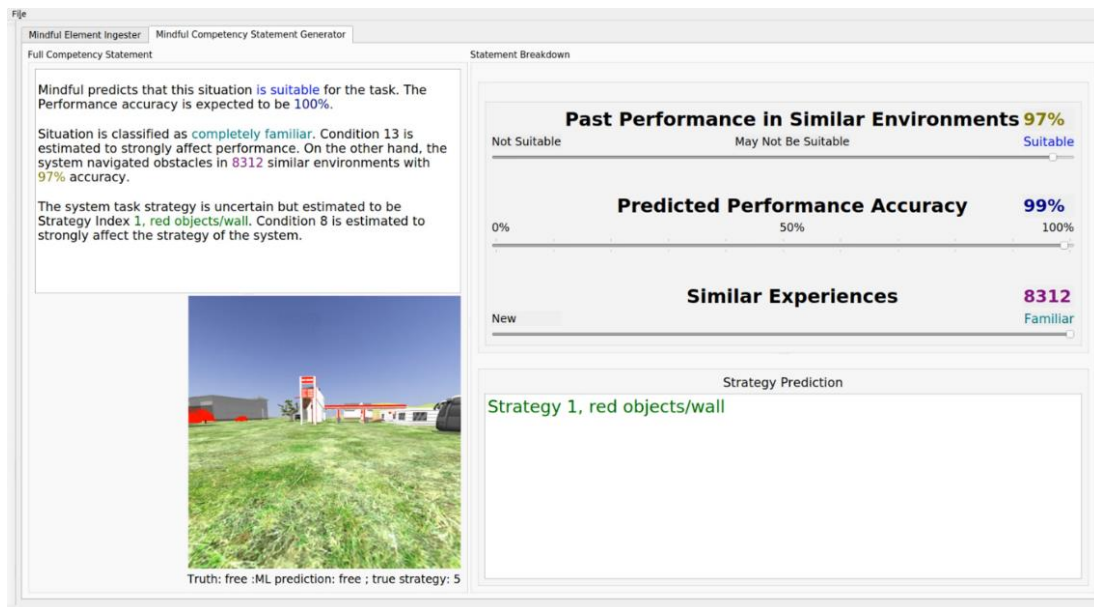 File
Mindful Element Ingester
Mindful Competency Statement Generator
Full Competency Statement
Mindful predicts that this situation is suitable for the task. The
Performance accuracy is expected to be 100%.
Situation is classified as completely familiar. Condition 13 is
estimated to strongly affect performance. On the other hand, the
system navigated obstacles in 8312 similar environments with
97% accuracy.
The system task strategy is uncertain but estimated to be
Strategy Index 1, red objects/wall. Condition 8 is estimated to
strongly affect the strategy of the system.
Truth: free :ML prediction: free ; true strategy: 5
Statement Breakdown
Past Performance in Similar Environments 97%
Not Suitable May Not Be Suitable Suitable
Predicted Performance Accuracy 99%
0% 50% 100%
Similar Experiences 8312
New Familiar
Strategy Prediction
Strategy 1, red objects/wall